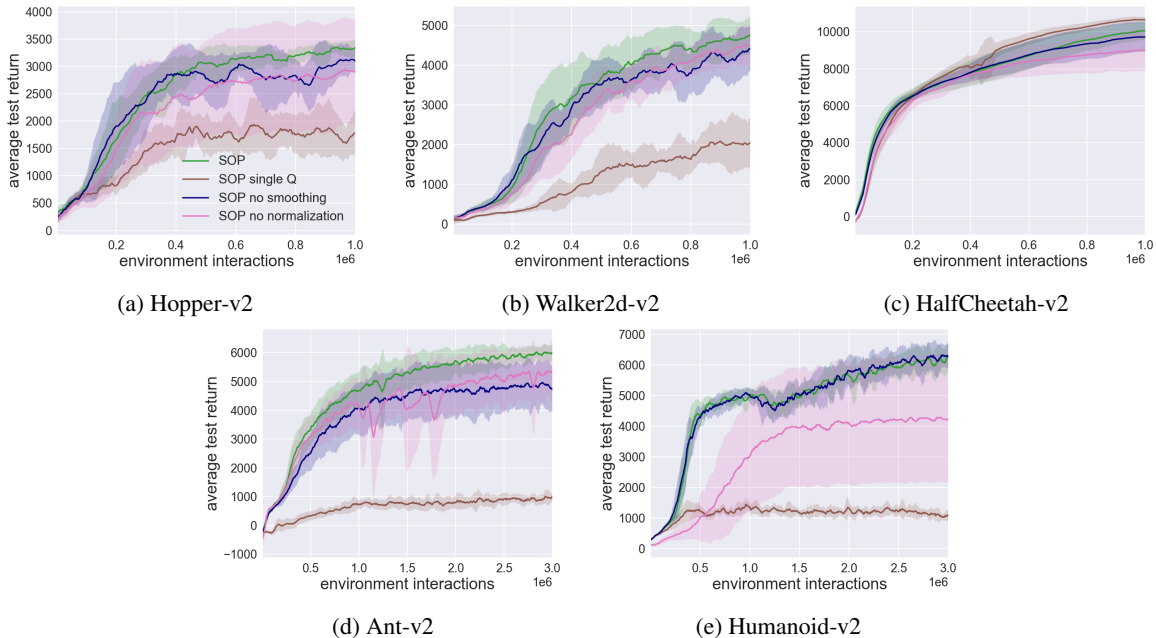 4000
3500
3000
2500
2000
1500
1000
500
0
average test return
SOP
SOP single Q
SOP no smoothing
SOP no normalization
0.2 0.4 0.6 0.8 1.0
environment interactions 1e6
(a) Hopper-v2
5000
4000
3000
2000
1000
0
average test return
0.2 0.4 0.6 0.8 1.0
environment interactions 1e6
(b) Walker2d-v2
10000
8000
6000
4000
2000
0
average test return
0.2 0.4 0.6 0.8 1.0
environment interactions 1e6
(c) HalfCheetah-v2
6000
5000
4000
3000
2000
1000
0
−1000
average test return
0.5 1.0 1.5 2.0 2.5 3.0
environment interactions 1e6
(d) Ant-v2
7000
6000
5000
4000
3000
2000
1000
0
average test return
0.5 1.0 1.5 2.0 2.5 3.0
environment interactions 1e6
(e) Humanoid-v2